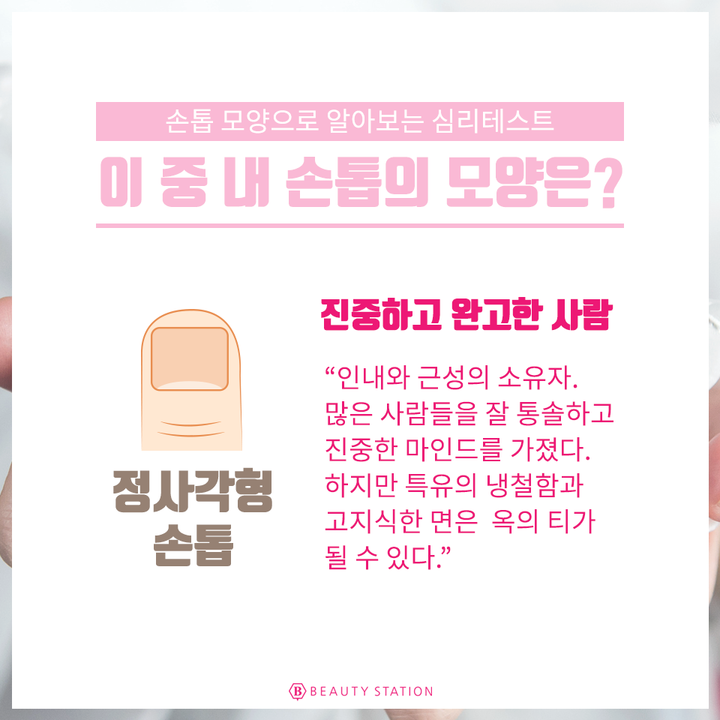 손톱 모양으로 알아보는 심리테스트
이 중 내 손톱의 모양은?
진중하고 완고한 사람
“인내와 근성의 소유자.
많은 사람들을 잘 통솔하고
진중한 마인드를 가졌다.
하지만 특유의 냉철함과
고지식한 면은 옥의 티가
될 수 있다.”
정사각형
손톱
B BEAUTY STATION